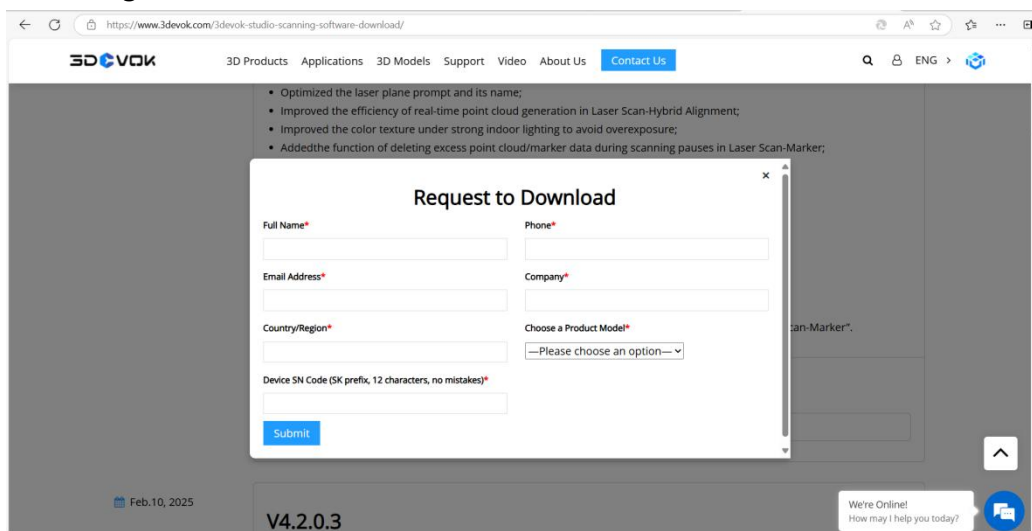 https://www.3devok.com/3devok-studio-scanning-software-download/
3DEVOK
3D Products Applications 3D Models Support Video About Us Contact Us ENG >
• Optimized the laser plane prompt and its name;
• Improved the efficiency of real-time point cloud generation in Laser Scan-Hybrid Alignment;
• Improved the color texture under strong indoor lighting to avoid overexposure;
• Addedthe function of deleting excess point cloud/marker data during scanning pauses in Laser Scan-Marker;
×
Request to Download
Full Name* Phone*
Email Address* Company*
Country/Region* Choose a Product Model*
can-Marker".
—Please choose an option—
Device SN Code (SK prefix, 12 characters, no mistakes)*
Submit
Feb.10, 2025
V4.2.0.3
We're Online!
How may I help you today?